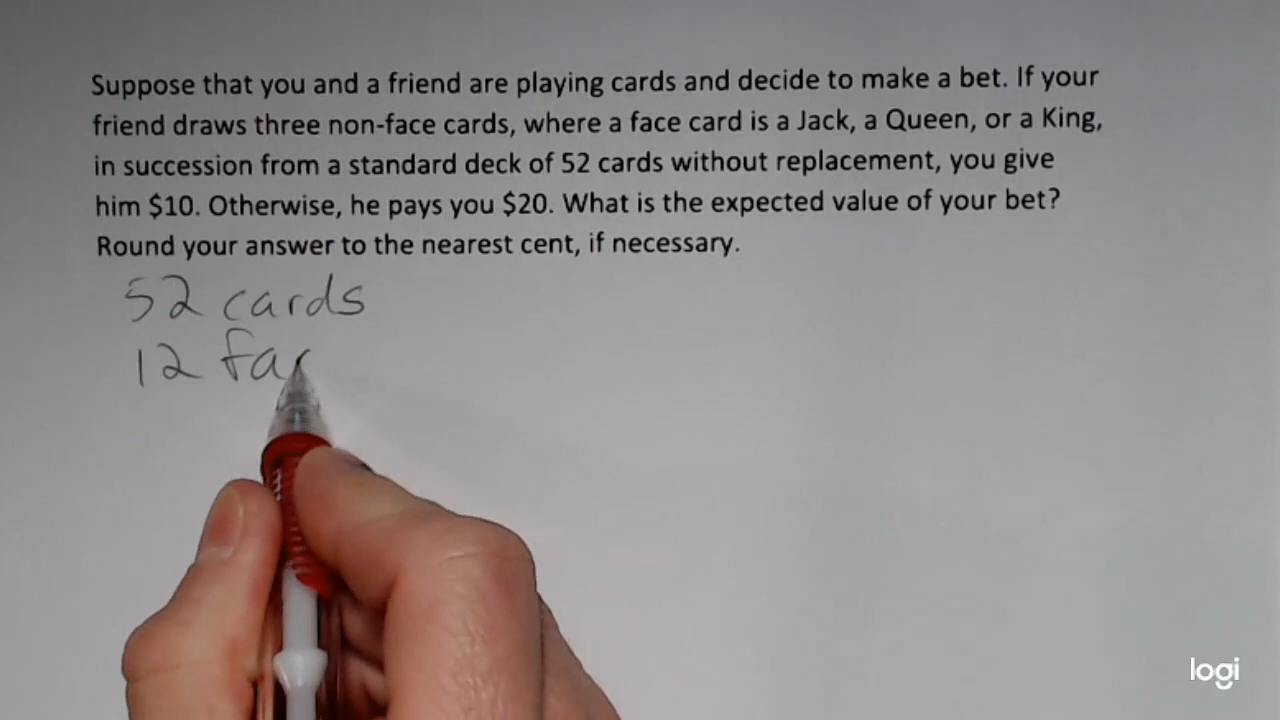 Suppose that you and a friend are playing cards and decide to make a bet. If your
friend draws three non-face cards, where a face card is a Jack, a Queen, or a King,
in succession from a standard deck of 52 cards without replacement, you give
him $10. Otherwise, he pays you $20. What is the expected value of your bet?
Round your answer to the nearest cent, if necessary.
52 cards
12 fac
logi